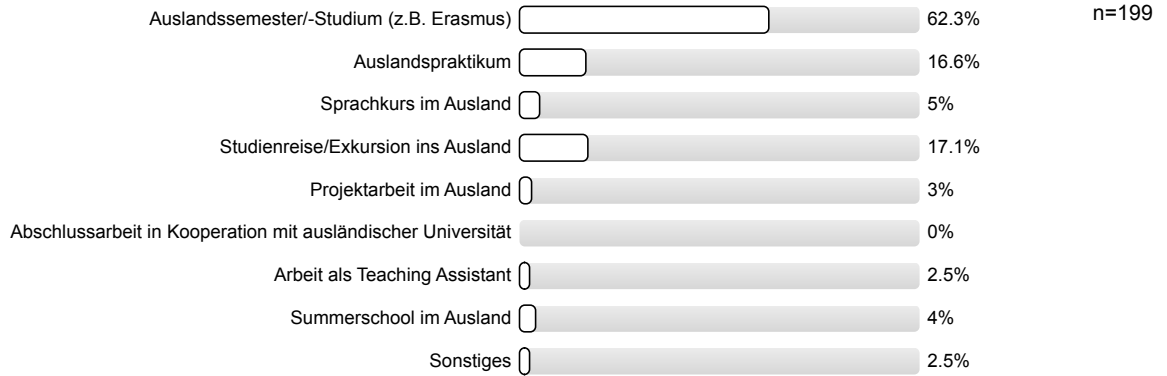 Auslandssemester/-Studium (z.B. Erasmus) 62.3% n=199
Auslandspraktikum 16.6%
Sprachkurs im Ausland 5%
Studienreise/Exkursion ins Ausland 17.1%
Projektarbeit im Ausland 3%
Abschlussarbeit in Kooperation mit ausländischer Universität 0%
Arbeit als Teaching Assistant 2.5%
Summerschool im Ausland 4%
Sonstiges 2.5%